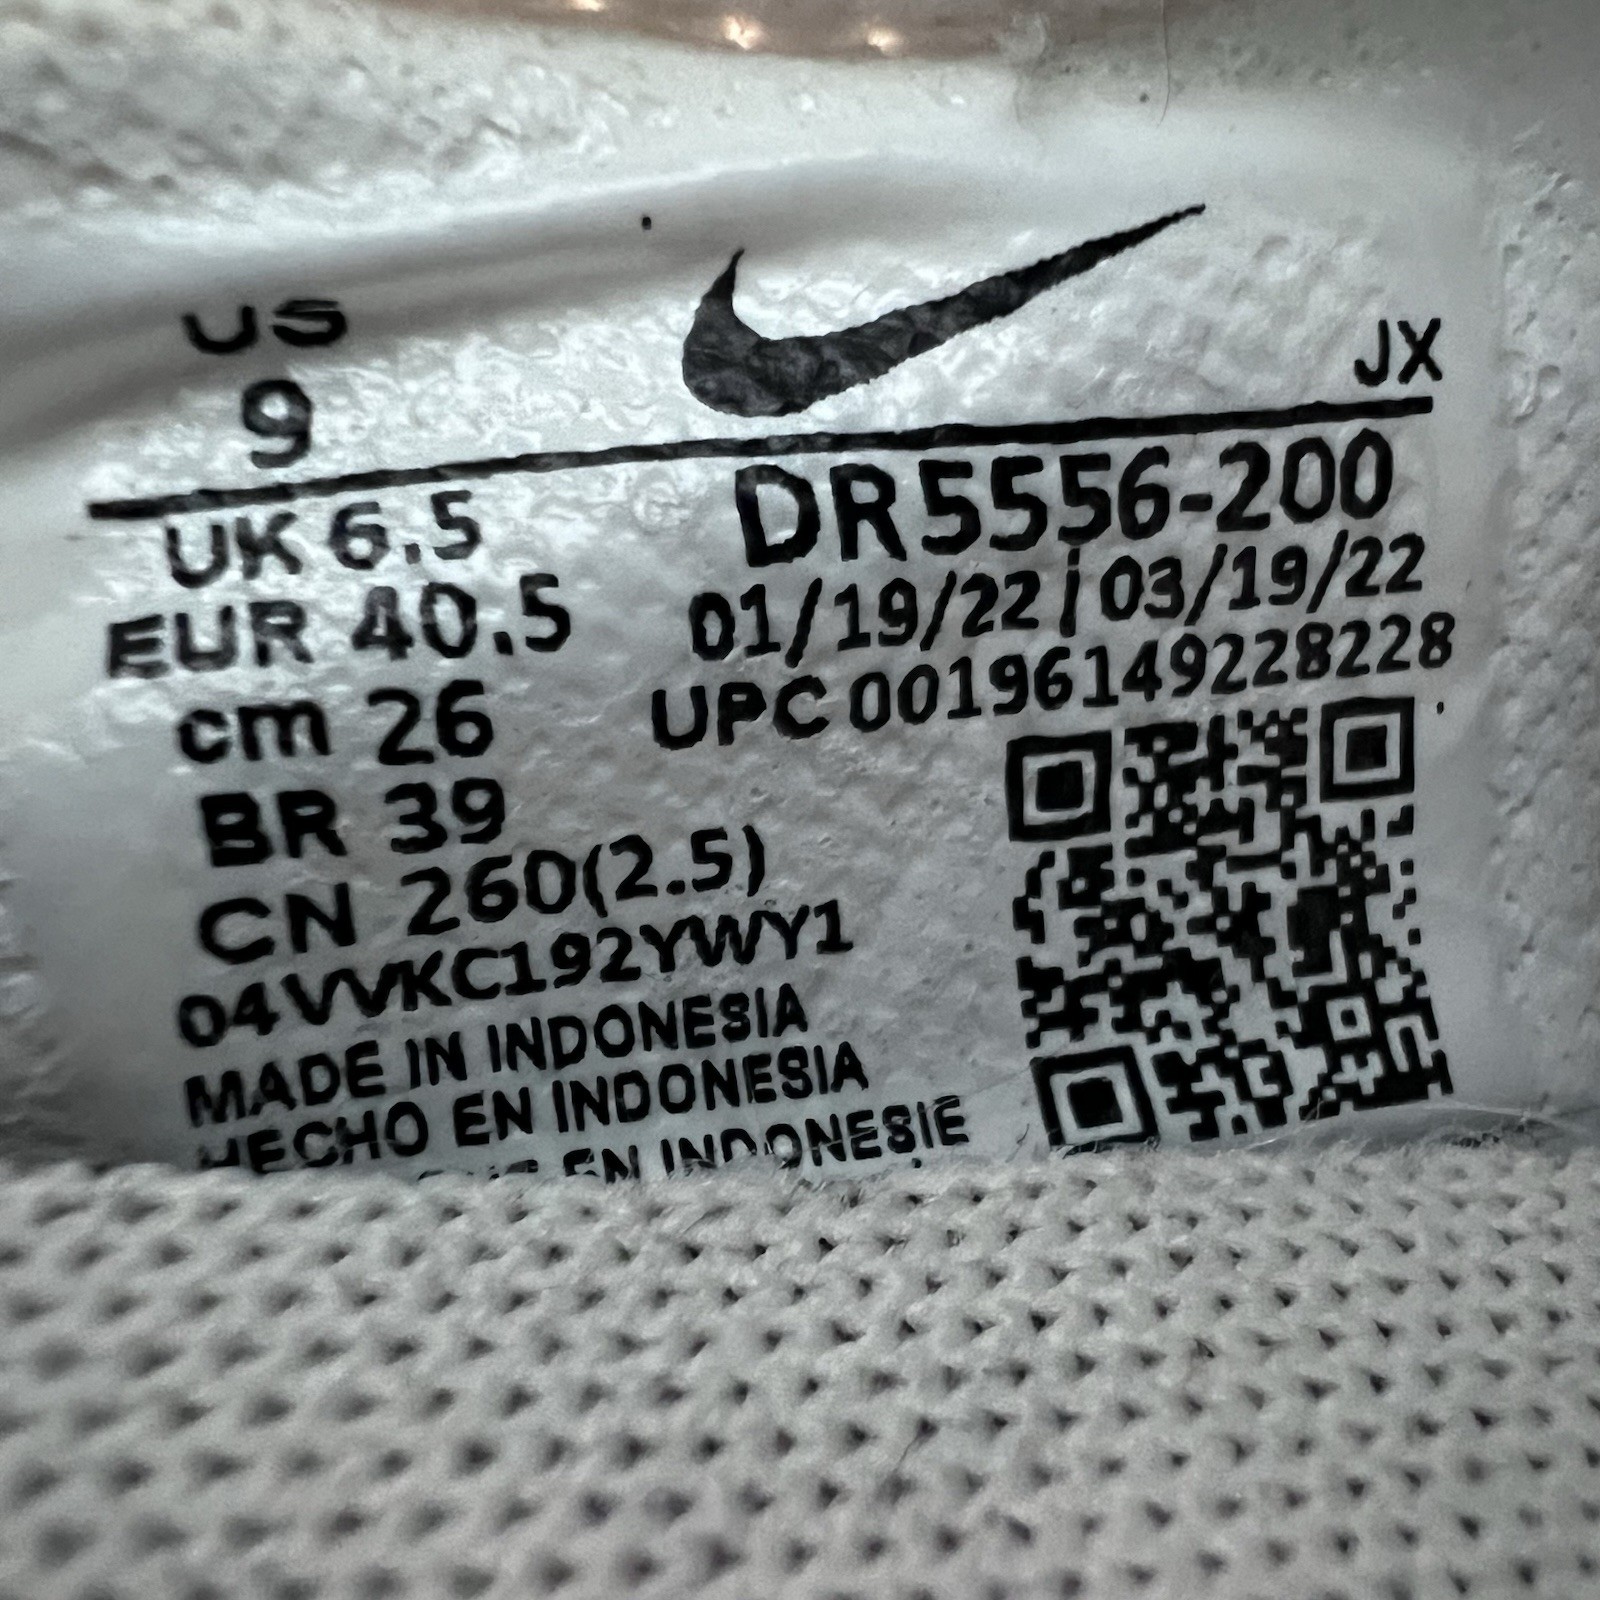 US
9
JX
UK 6.5
EUR 40.5
cm 26
BR 39
CN 260(2.5)
04VVKC192YWY1
MADE IN INDONESIA
HECHO EN INDONESIA
EN INDONESIE
DR5556-200
01/19/22 | 03/19/22
UPC 00196149228228